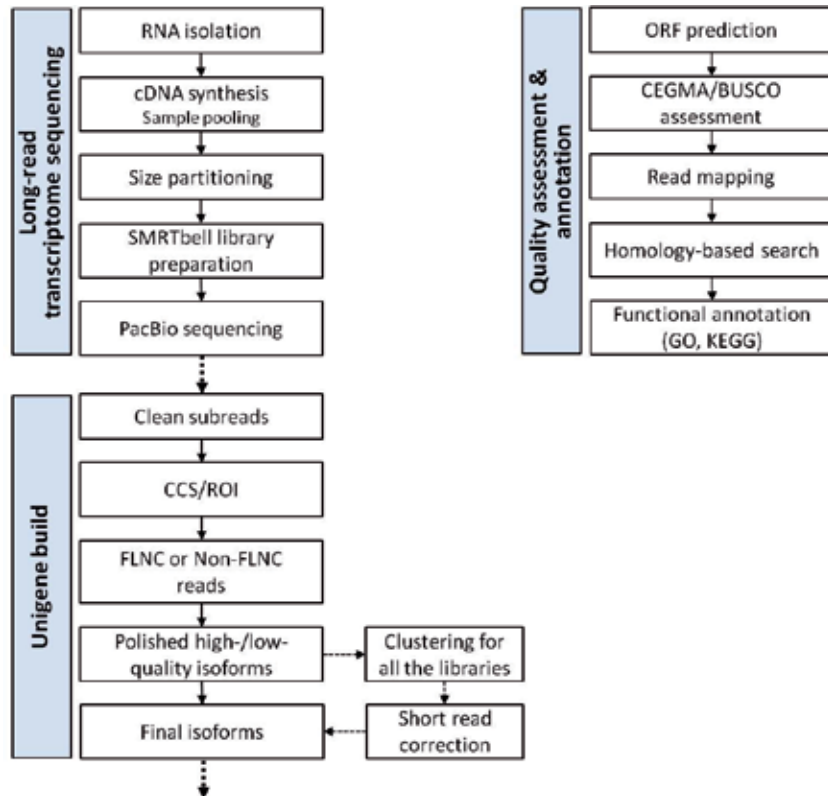 Long-read
transcriptome sequencing
RNA isolation
cDNA synthesis
Sample pooling
Size partitioning
SMRTbell library
preparation
PacBio sequencing
Unigene build
Clean subreads
CCS/ROI
FLNC or Non-FLNC
reads
Polished high-/low-
quality isoforms
Clustering for
all the libraries
Final isoforms
Short read
correction
Quality assessment &
annotation
ORF prediction
CEGMA/BUSCO
assessment
Read mapping
Homology-based search
Functional annotation
(GO, KEGG)